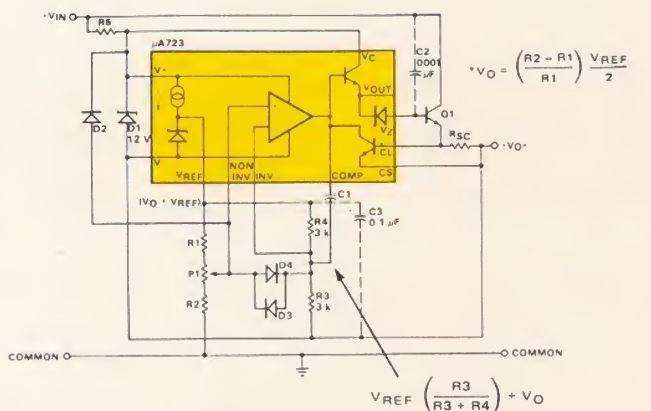 +VIN
R6
µA723
V+
i
D2
D1
12 V
V-
VREF
NON
INV
INV
VC
VOUT
VZ
CL
CS
COMP
C2
.0001
µF
Q1
RSC
+VO*
*VO = ( R2 - R1 / R1 ) VREF / 2
(VO + VREF)
C1
R1
P1
R2
D4
D3
R4
3 k
R3
3 k
C3
0.1 µF
COMMON
COMMON
VREF ( R3 / R3 + R4 ) + VO